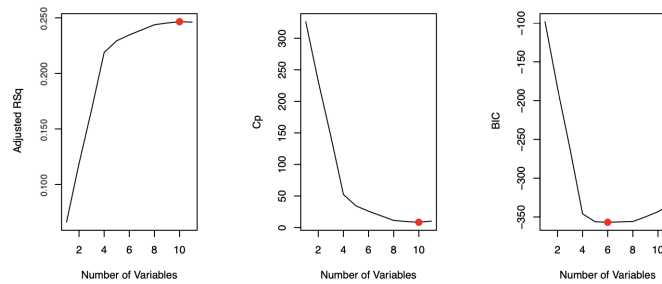 Adjusted RSq
0.100
0.150
0.200
0.250
2 4 6 8 10
Number of Variables
Cp
0
50
100
150
200
250
300
2 4 6 8 10
Number of Variables
BIC
−350
−300
−250
−200
−150
−100
2 4 6 8 10
Number of Variables